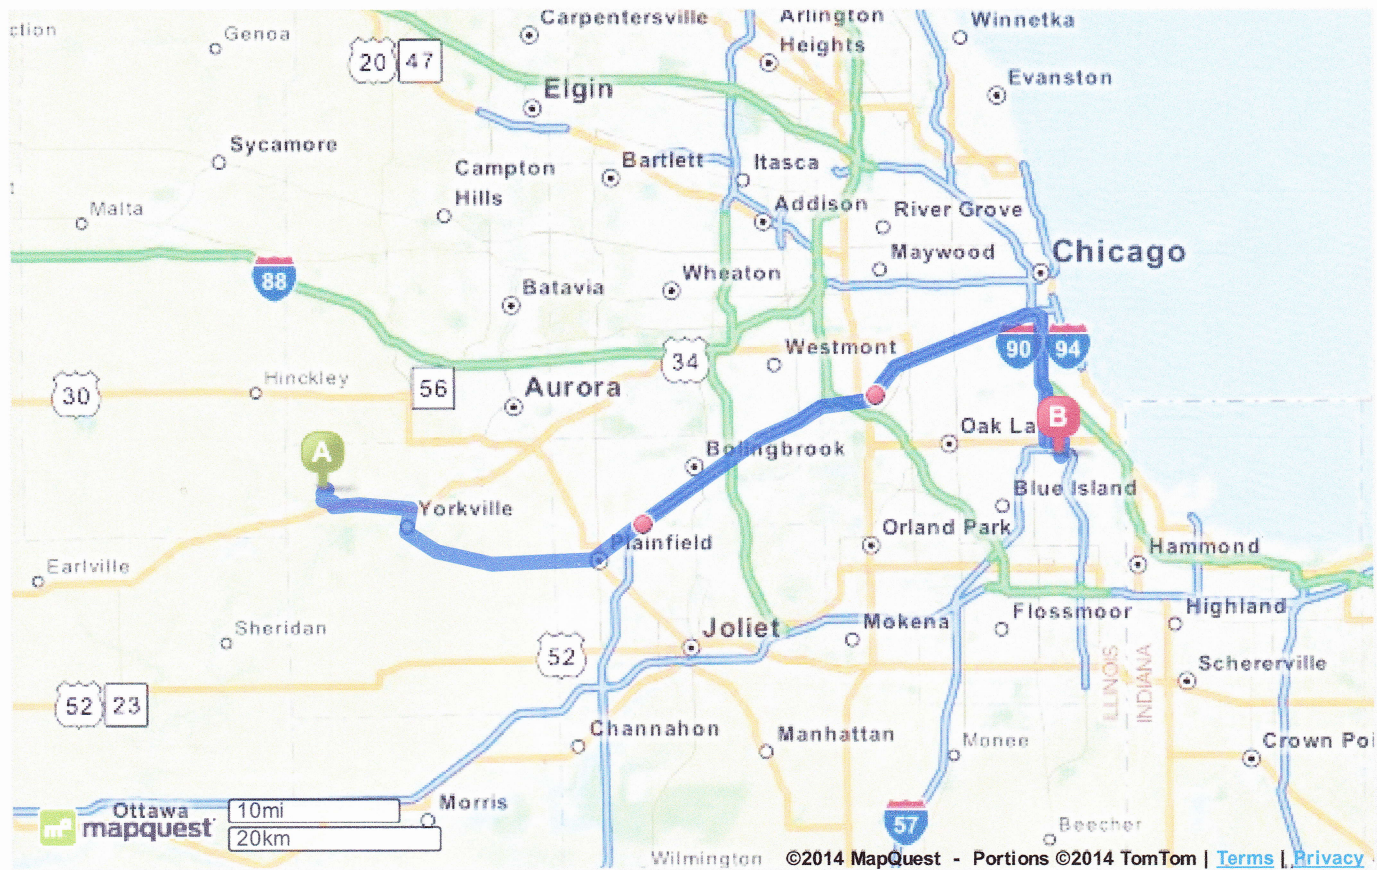 ction
Genoa
20
47
Carpentersville
Arlington
Heights
Winnetka
Evanston
Elgin
Sycamore
Campton
Hills
Bartlett
Itasca
Malta
Addison
River Grove
Maywood
Chicago
88
Batavia
Wheaton
30
Hinckley
56
Aurora
34
Westmont
90
94
A
B
Oak La
Bolingbrook
Yorkville
Blue Island
Plainfield
Orland Park
Hammond
Earlville
Sheridan
Joliet
Mokena
Flossmoor
Highland
52
ILLINOIS
INDIANA
Schererville
52
23
Channahon
Manhattan
Monee
Crown Poi
Ottawa
10mi
20km
Morris
57
Beecher
mapquest
m
Wilmington
©2014 MapQuest - Portions ©2014 TomTom | Terms | Privacy